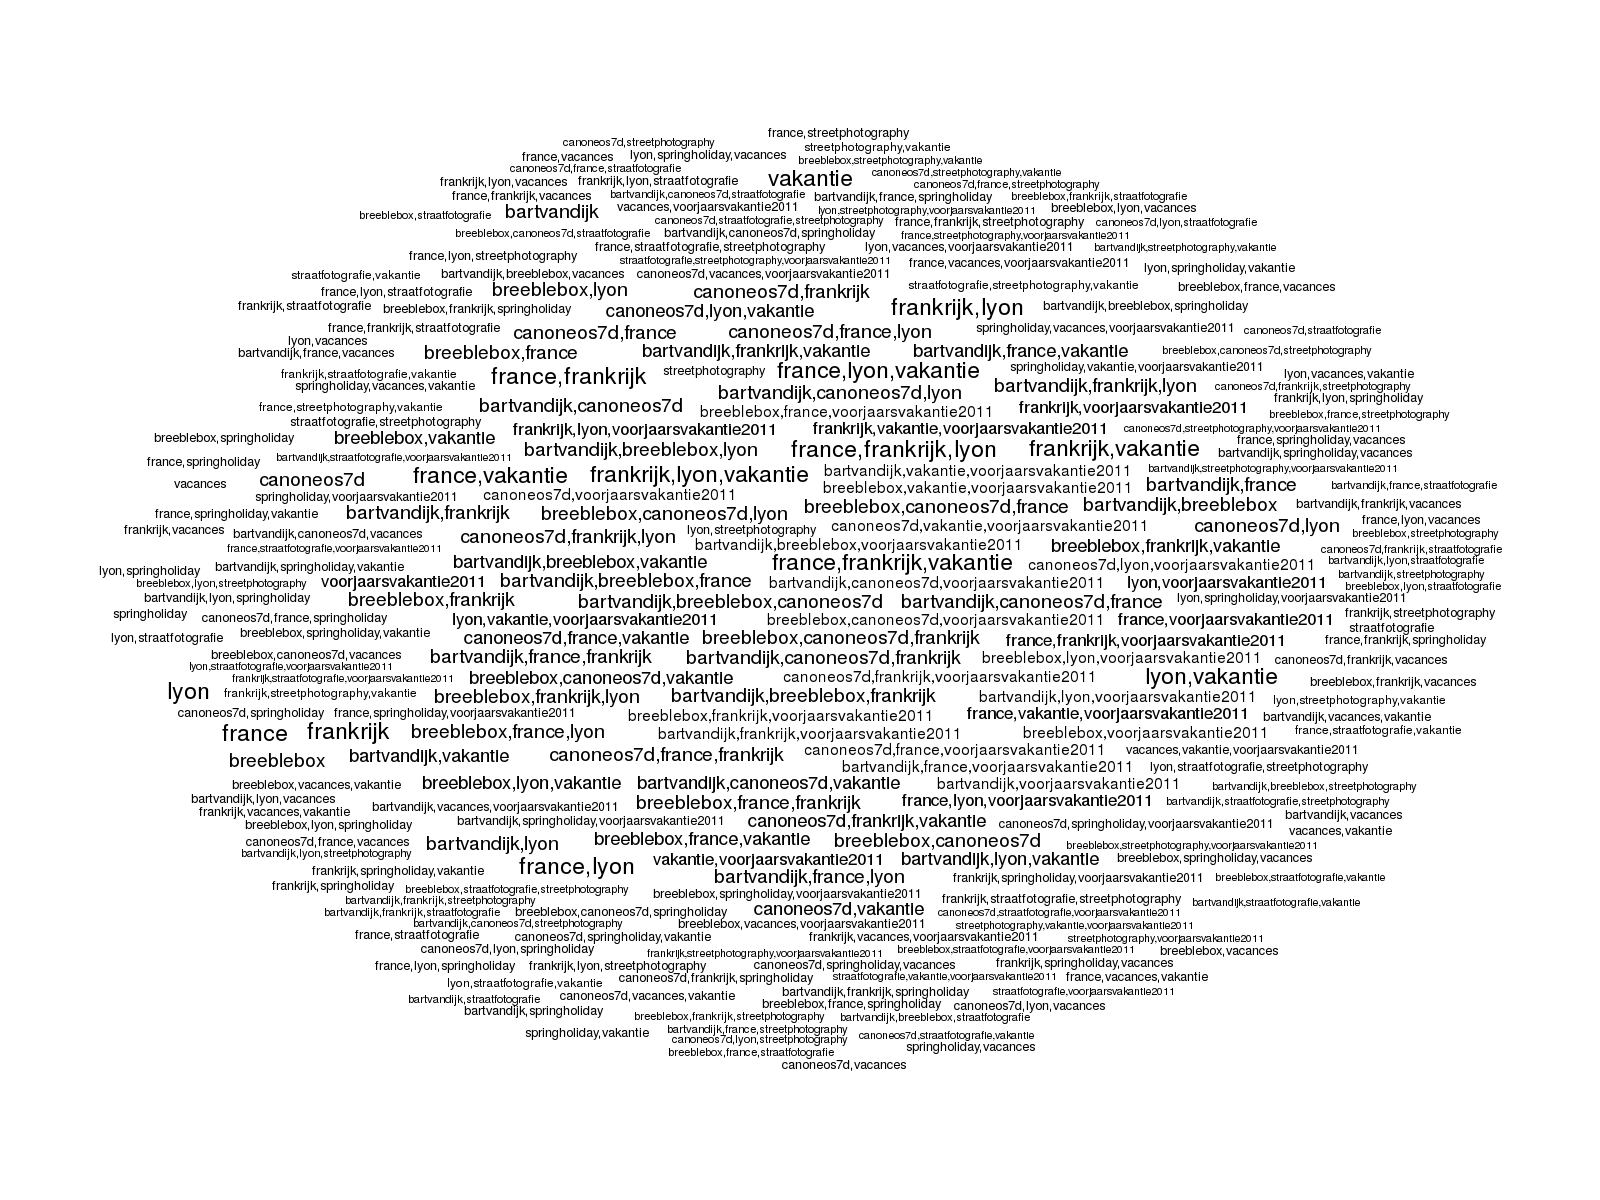 france,streetphotography
canoneos7d,streetphotography
streetphotography,vakantie
france,vacances lyon,springholiday,vacances
breeblebox,streetphotography,vakantie
canoneos7d,france,straatfotografie
canoneos7d,streetphotography,vakantie
frankrijk,lyon,vacances frankrijk,lyon,straatfotografie vakantie
canoneos7d,france,streetphotography
france,frankrijk,vacances bartvandijk,canoneos7d,straatfotografie bartvandijk,france,springholiday breeblebox,frankrijk,straatfotografie
breeblebox,straatfotografie bartvandijk vacances,voorjaarsvakantie2011 lyon,streetphotography,voorjaarsvakantie2011 breeblebox,lyon,vacances
canoneos7d,straatfotografie,streetphotography france,frankrijk,streetphotography canoneos7d,lyon,straatfotografie
breeblebox,canoneos7d,straatfotografie bartvandijk,canoneos7d,springholiday france,streetphotography,voorjaarsvakantie2011
france,straatfotografie,streetphotography lyon,vacances,voorjaarsvakantie2011 bartvandijk,streetphotography,vakantie
france,lyon,streetphotography straatfotografie,streetphotography,voorjaarsvakantie2011 france,vacances,voorjaarsvakantie2011
straatfotografie,vakantie bartvandijk,breeblebox,vacances canoneos7d,vacances,voorjaarsvakantie2011 lyon,springholiday,vakantie
france,lyon,straatfotografie breeblebox,lyon canoneos7d,frankrijk straatfotografie,streetphotography,vakantie breeblebox,france,vacances
frankrijk,straatfotografie breeblebox,frankrijk,springholiday canoneos7d,lyon,vakantie frankrijk,lyon bartvandijk,breeblebox,springholiday
france,frankrijk,straatfotografie canoneos7d,france canoneos7d,france,lyon springholiday,vacances,voorjaarsvakantie2011 canoneos7d,straatfotografie
lyon,vacances
bartvandijk,france,vacances breeblebox,france bartvandijk,frankrijk,vakantie bartvandijk,france,vakantie breeblebox,canoneos7d,streetphotography
frankrijk,straatfotografie,vakantie france,frankrijk streetphotography france,lyon,vakantie springholiday,vakantie,voorjaarsvakantie2011 lyon,vacances,vakantie
springholiday,vacances,vakantie bartvandijk,canoneos7d,lyon bartvandijk,frankrijk,lyon canoneos7d,frankrijk,streetphotography
frankrijk,lyon,springholiday
france,streetphotography,vakantie bartvandijk,canoneos7d breeblebox,france,voorjaarsvakantie2011 frankrijk,voorjaarsvakantie2011 breeblebox,france,streetphotography
straatfotografie,streetphotography frankrijk,lyon,voorjaarsvakantie2011 frankrijk,vakantie,voorjaarsvakantie2011 canoneos7d,streetphotography,voorjaarsvakantie2011
breeblebox,springholiday breeblebox,vakantie bartvandijk,breeblebox,lyon france,frankrijk,lyon frankrijk,vakantie france,springholiday,vacances
france,springholiday bartvandijk,straatfotografie,voorjaarsvakantie2011 bartvandijk,springholiday,vacances
vacances canoneos7d france,vakantie frankrijk,lyon,vakantie bartvandijk,vakantie,voorjaarsvakantie2011 bartvandijk,streetphotography,voorjaarsvakantie2011
breeblebox,vakantie,voorjaarsvakantie2011 bartvandijk,france bartvandijk,france,straatfotografie
springholiday,voorjaarsvakantie2011 canoneos7d,voorjaarsvakantie2011
france,springholiday,vakantie bartvandijk,frankrijk breeblebox,canoneos7d,lyon breeblebox,canoneos7d,france bartvandijk,breeblebox bartvandijk,frankrijk,vacances
frankrijk,vacances bartvandijk,canoneos7d,vacances lyon,streetphotography canoneos7d,vakantie,voorjaarsvakantie2011 canoneos7d,lyon france,lyon,vacances
breeblebox,streetphotography
france,straatfotografie,voorjaarsvakantie2011 canoneos7d,frankrijk,lyon bartvandijk,breeblebox,voorjaarsvakantie2011 breeblebox,frankrijk,vakantie canoneos7d,frankrijk,straatfotografie
lyon,springholiday bartvandijk,springholiday,vakantie bartvandijk,breeblebox,vakantie france,frankrijk,vakantie canoneos7d,lyon,voorjaarsvakantie2011 bartvandijk,lyon,straatfotografie
breeblebox,lyon,streetphotography voorjaarsvakantie2011 bartvandijk,breeblebox,france bartvandijk,canoneos7d,voorjaarsvakantie2011 lyon,voorjaarsvakantie2011 bartvandijk,streetphotography
breeblebox,lyon,straatfotografie
bartvandijk,lyon,springholiday breeblebox,frankrijk bartvandijk,breeblebox,canoneos7d bartvandijk,canoneos7d,france lyon,springholiday,voorjaarsvakantie2011
springholiday canoneos7d,france,springholiday lyon,vakantie,voorjaarsvakantie2011 breeblebox,canoneos7d,voorjaarsvakantie2011 france,voorjaarsvakantie2011 frankrijk,streetphotography
straatfotografie
lyon,straatfotografie breeblebox,springholiday,vakantie canoneos7d,france,vakantie breeblebox,canoneos7d,frankrijk france,frankrijk,voorjaarsvakantie2011 france,frankrijk,springholiday
breeblebox,canoneos7d,vacances bartvandijk,france,frankrijk bartvandijk,canoneos7d,frankrijk breeblebox,lyon,voorjaarsvakantie2011 canoneos7d,frankrijk,vacances
lyon,straatfotografie,voorjaarsvakantie2011
frankrijk,straatfotografie,voorjaarsvakantie2011 breeblebox,canoneos7d,vakantie canoneos7d,frankrijk,voorjaarsvakantie2011 lyon,vakantie breeblebox,frankrijk,vacances
lyon frankrijk,streetphotography,vakantie breeblebox,frankrijk,lyon bartvandijk,breeblebox,frankrijk bartvandijk,lyon,voorjaarsvakantie2011 lyon,streetphotography,vakantie
canoneos7d,springholiday france,springholiday,voorjaarsvakantie2011 breeblebox,frankrijk,voorjaarsvakantie2011 france,vakantie,voorjaarsvakantie2011 bartvandijk,vacances,vakantie
france frankrijk breeblebox,france,lyon bartvandijk,frankrijk,voorjaarsvakantie2011 breeblebox,voorjaarsvakantie2011 france,straatfotografie,vakantie
breeblebox bartvandijk,vakantie canoneos7d,france,frankrijk canoneos7d,france,voorjaarsvakantie2011 vacances,vakantie,voorjaarsvakantie2011
bartvandijk,france,voorjaarsvakantie2011 lyon,straatfotografie,streetphotography
breeblebox,vacances,vakantie breeblebox,lyon,vakantie bartvandijk,canoneos7d,vakantie bartvandijk,voorjaarsvakantie2011 bartvandijk,breeblebox,streetphotography
bartvandijk,lyon,vacances
frankrijk,vacances,vakantie bartvandijk,vacances,voorjaarsvakantie2011 breeblebox,france,frankrijk france,lyon,voorjaarsvakantie2011 bartvandijk,straatfotografie,streetphotography
breeblebox,lyon,springholiday bartvandijk,springholiday,voorjaarsvakantie2011 canoneos7d,frankrijk,vakantie canoneos7d,springholiday,voorjaarsvakantie2011 bartvandijk,vacances
vacances,vakantie
canoneos7d,france,vacances bartvandijk,lyon breeblebox,france,vakantie breeblebox,canoneos7d breeblebox,streetphotography,voorjaarsvakantie2011
bartvandijk,lyon,streetphotography
frankrijk,springholiday,vakantie france,lyon vakantie,voorjaarsvakantie2011 bartvandijk,lyon,vakantie breeblebox,springholiday,vacances
frankrijk,springholiday bartvandijk,france,lyon frankrijk,springholiday,voorjaarsvakantie2011 breeblebox,straatfotografie,vakantie
breeblebox,straatfotografie,streetphotography breeblebox,springholiday,voorjaarsvakantie2011
bartvandijk,frankrijk,streetphotography frankrijk,straatfotografie,streetphotography bartvandijk,straatfotografie,vakantie
bartvandijk,frankrijk,straatfotografie breeblebox,canoneos7d,springholiday canoneos7d,vakantie canoneos7d,straatfotografie,voorjaarsvakantie2011
bartvandijk,canoneos7d,streetphotography breeblebox,vacances,voorjaarsvakantie2011 streetphotography,vakantie,voorjaarsvakantie2011
france,straatfotografie canoneos7d,springholiday,vakantie frankrijk,vacances,voorjaarsvakantie2011 streetphotography,voorjaarsvakantie2011
canoneos7d,lyon,springholiday frankrijk,streetphotography,voorjaarsvakantie2011 breeblebox,straatfotografie,voorjaarsvakantie2011 breeblebox,vacances
france,lyon,springholiday frankrijk,lyon,streetphotography canoneos7d,springholiday,vacances frankrijk,springholiday,vacances
lyon,straatfotografie,vakantie canoneos7d,frankrijk,springholiday straatfotografie,vakantie,voorjaarsvakantie2011 france,vacances,vakantie
bartvandijk,straatfotografie canoneos7d,vacances,vakantie bartvandijk,frankrijk,springholiday straatfotografie,voorjaarsvakantie2011
bartvandijk,springholiday breeblebox,france,springholiday canoneos7d,lyon,vacances
breeblebox,frankrijk,streetphotography bartvandijk,breeblebox,straatfotografie
springholiday,vakantie bartvandijk,france,streetphotography
canoneos7d,lyon,streetphotography canoneos7d,straatfotografie,vakantie
breeblebox,france,straatfotografie springholiday,vacances
canoneos7d,vacances